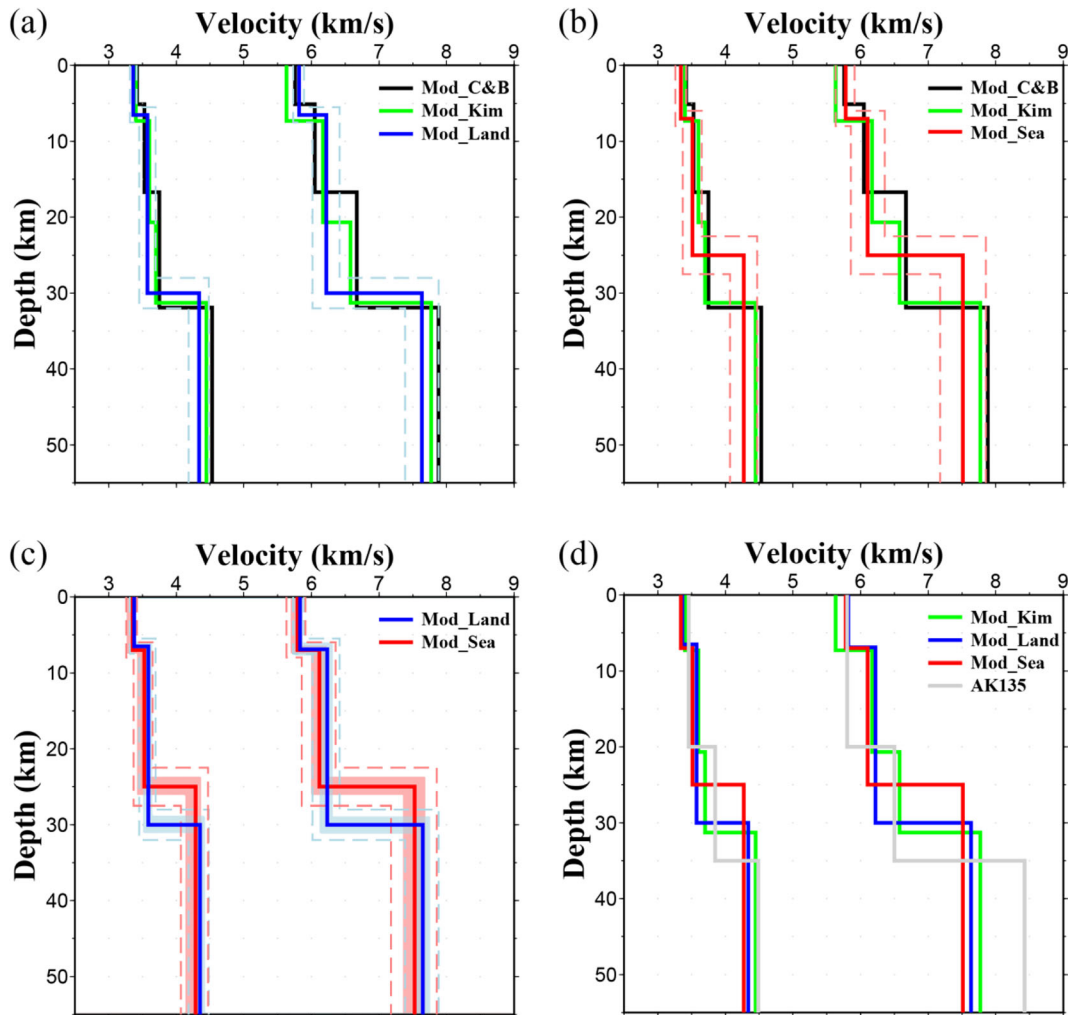 (a)
Velocity (km/s)
3 4 5 6 7 8 9
0
10
20
30
40
50
Depth (km)
Mod_C&B
Mod_Kim
Mod_Land
(b)
Velocity (km/s)
3 4 5 6 7 8 9
0
10
20
30
40
50
Depth (km)
Mod_C&B
Mod_Kim
Mod_Sea
(c)
Velocity (km/s)
3 4 5 6 7 8 9
0
10
20
30
40
50
Depth (km)
Mod_Land
Mod_Sea
(d)
Velocity (km/s)
3 4 5 6 7 8 9
0
10
20
30
40
50
Depth (km)
Mod_Kim
Mod_Land
Mod_Sea
AK135